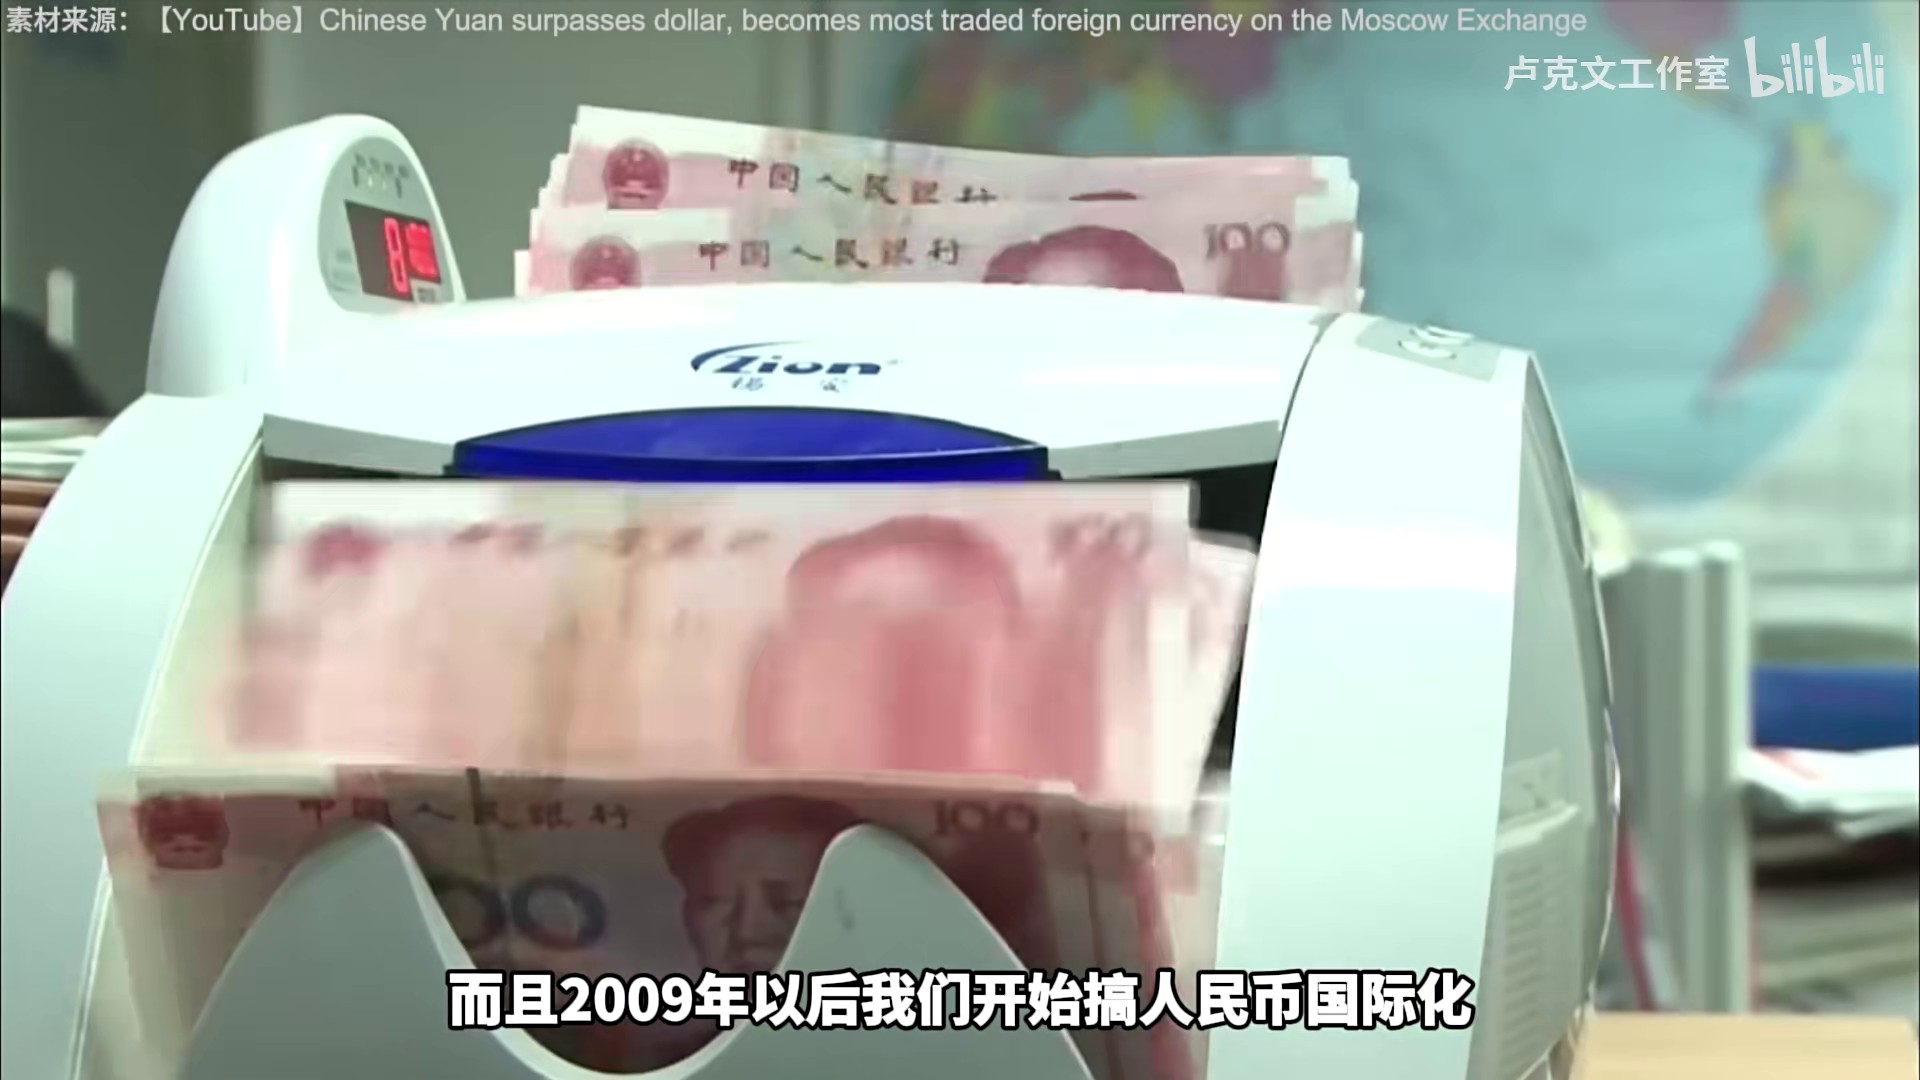 素材来源：【YouTube】Chinese Yuan surpasses dollar, becomes most traded foreign currency on the Moscow Exchange
卢克文工作室 bilibili
中国人民银行
中国人民银行 100
Zion
100
中国人民银行 100
而且2009年以后我们开始搞人民币国际化